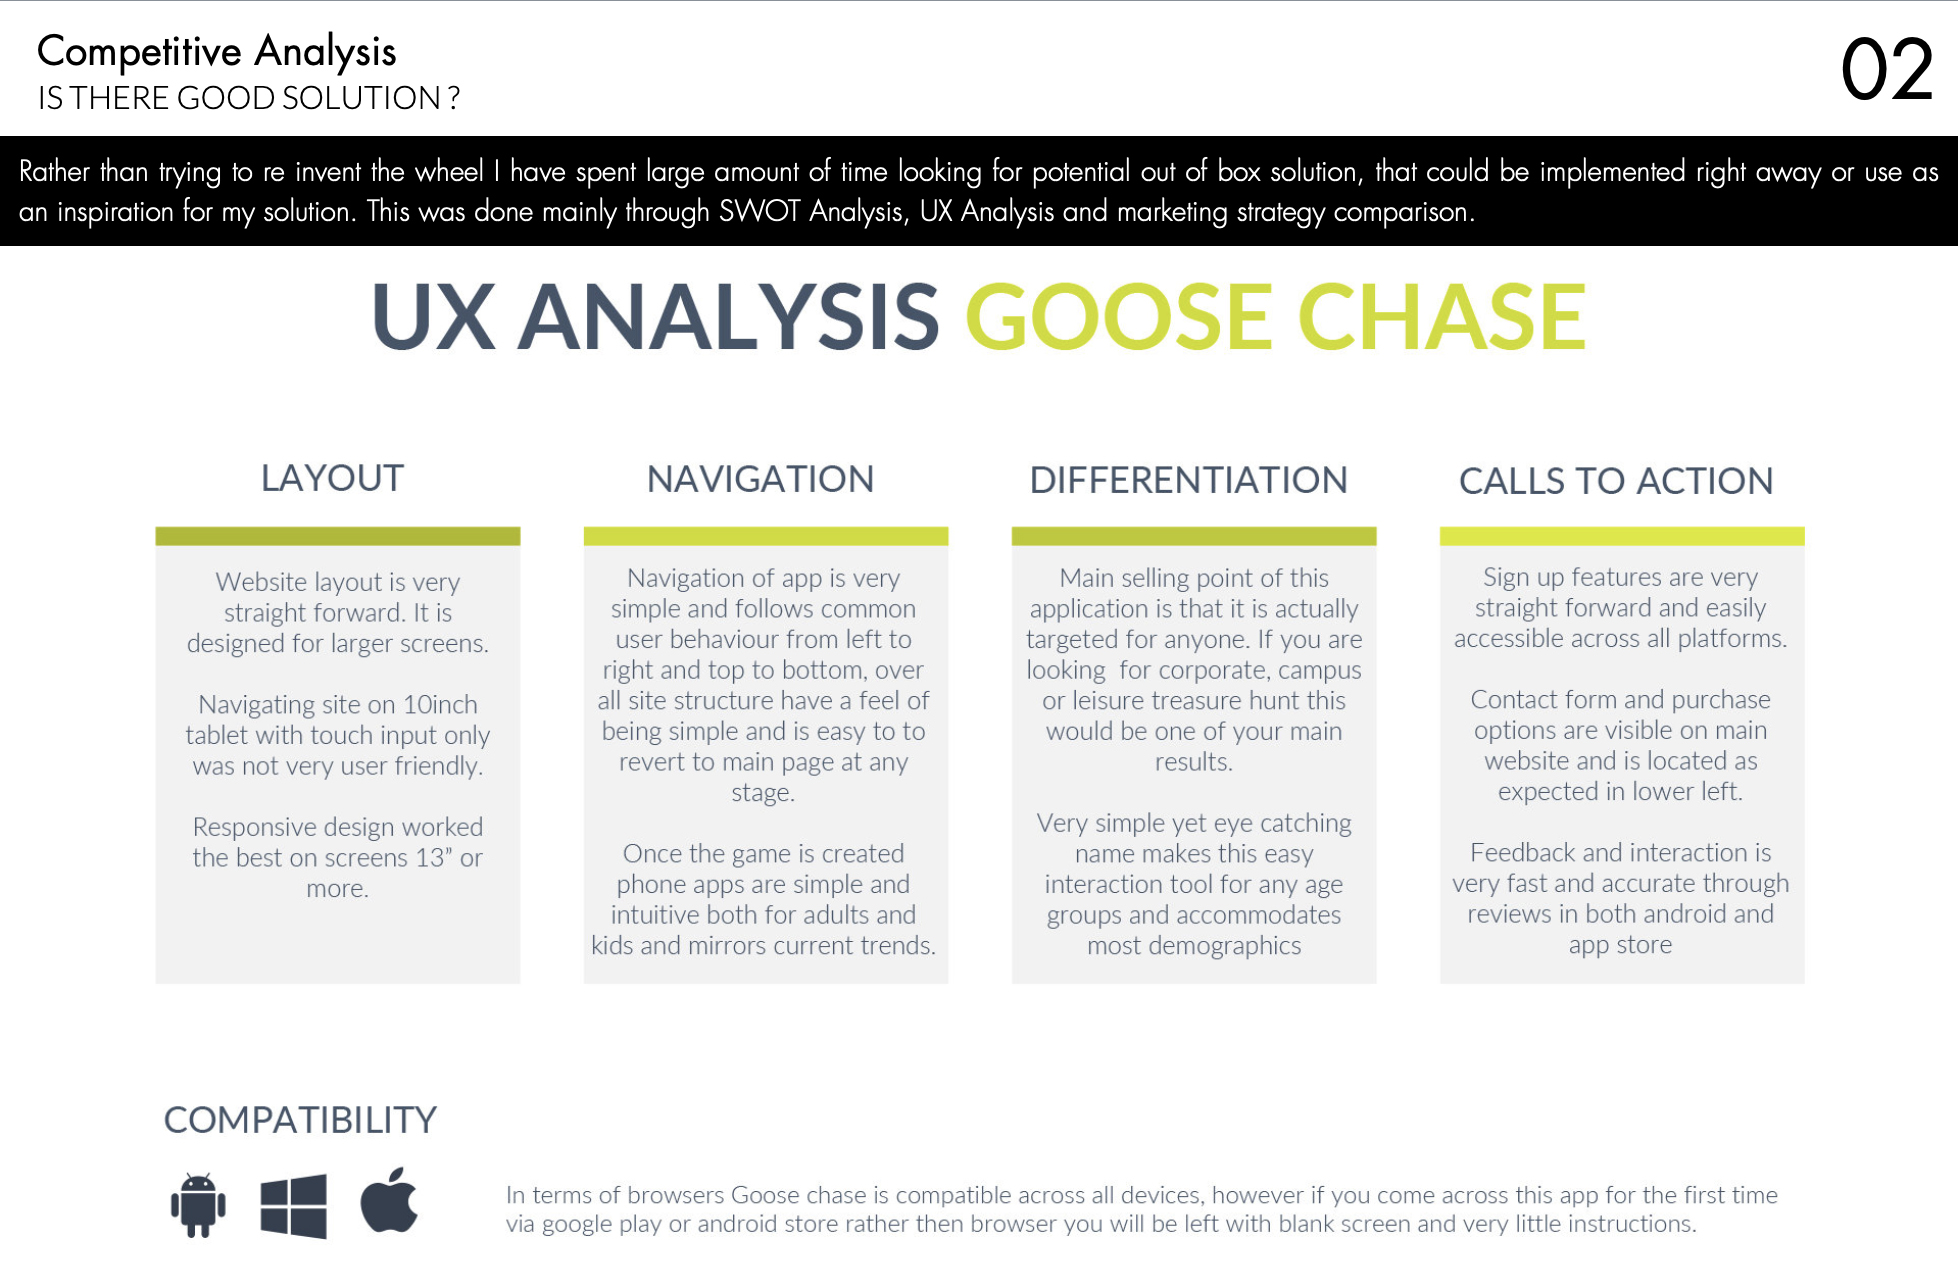 Competitive Analysis
IS THERE GOOD SOLUTION ?
02
Rather than trying to re invent the wheel I have spent large amount of time looking for potential out of box solution, that could be implemented right away or use as
an inspiration for my solution. This was done mainly through SWOT Analysis, UX Analysis and marketing strategy comparison.
UX ANALYSIS GOOSE CHASE
LAYOUT
Website layout is very
straight forward. It is
designed for larger screens.
Navigating site on 10inch
tablet with touch input only
was not very user friendly.
Responsive design worked
the best on screens 13” or
more.
NAVIGATION
Navigation of app is very
simple and follows common
user behaviour from left to
right and top to bottom, over
all site structure have a feel of
being simple and is easy to to
revert to main page at any
stage.
Once the game is created
phone apps are simple and
intuitive both for adults and
kids and mirrors current trends.
DIFFERENTIATION
Main selling point of this
application is that it is actually
targeted for anyone. If you are
looking  for corporate, campus
or leisure treasure hunt this
would be one of your main
results.
Very simple yet eye catching
name makes this easy
interaction tool for any age
groups and accommodates
most demographics
CALLS TO ACTION
Sign up features are very
straight forward and easily
accessible across all platforms.
Contact form and purchase
options are visible on main
website and is located as
expected in lower left.
Feedback and interaction is
very fast and accurate through
reviews in both android and
app store
COMPATIBILITY
In terms of browsers Goose chase is compatible across all devices, however if you come across this app for the first time
via google play or android store rather then browser you will be left with blank screen and very little instructions.